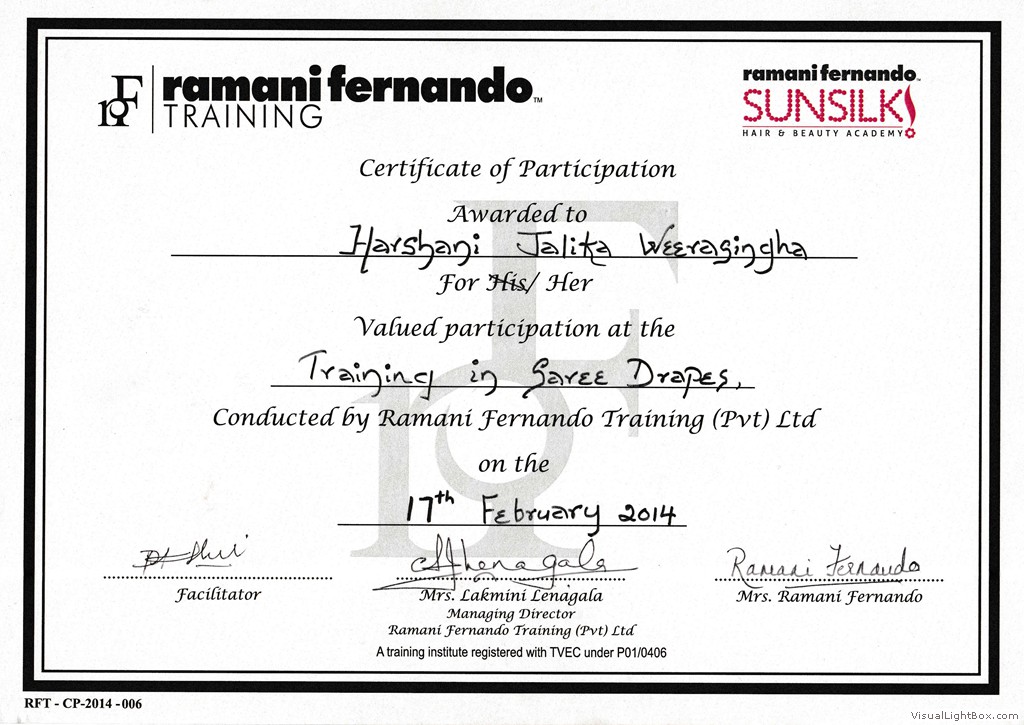 rF ramani fernando™
TRAINING
ramani fernando™
SUNSILK
HAIR & BEAUTY ACADEMY
Certificate of Participation
Awarded to
Harshani Jalika Weerasingha
For His/ Her
Valued participation at the
Training in Saree Drapes,
Conducted by Ramani Fernando Training (Pvt) Ltd
on the
17th February 2014
Ramani Fernando
Facilitator
Mrs. Lakmini Lenagala
Mrs. Ramani Fernando
Managing Director
Ramani Fernando Training (Pvt) Ltd
A training institute registered with TVEC under P01/0406
RFT - CP-2014 -006
VisualLightBox.com